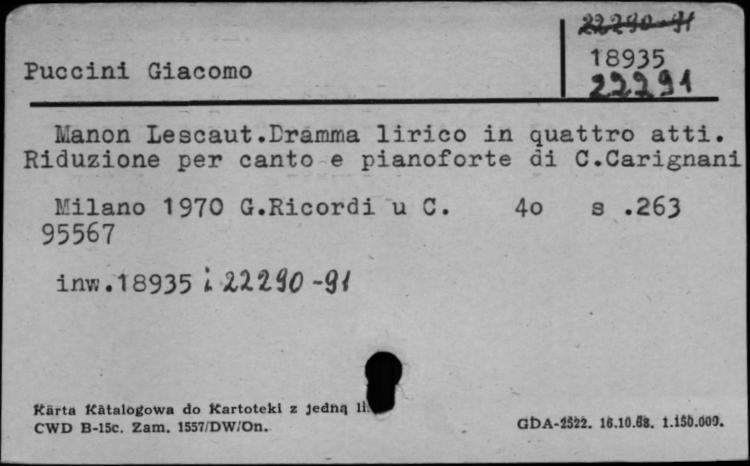 22290-91
18935
Puccini Giacomo
22291
Manon Lescaut.Dramma lirico in quattro atti.
Riduzione per canto e pianoforte di C.Carignani
Milano 1970 G.Ricordi u C. 4o s .263
95567
inw.18935 i 22290-91
Karta Katalogowa do Kartoteki z jedną
CWD B-15c. Zam. 1557/DW/On.
GDA-2522. 16.10.68. 1.150.000.